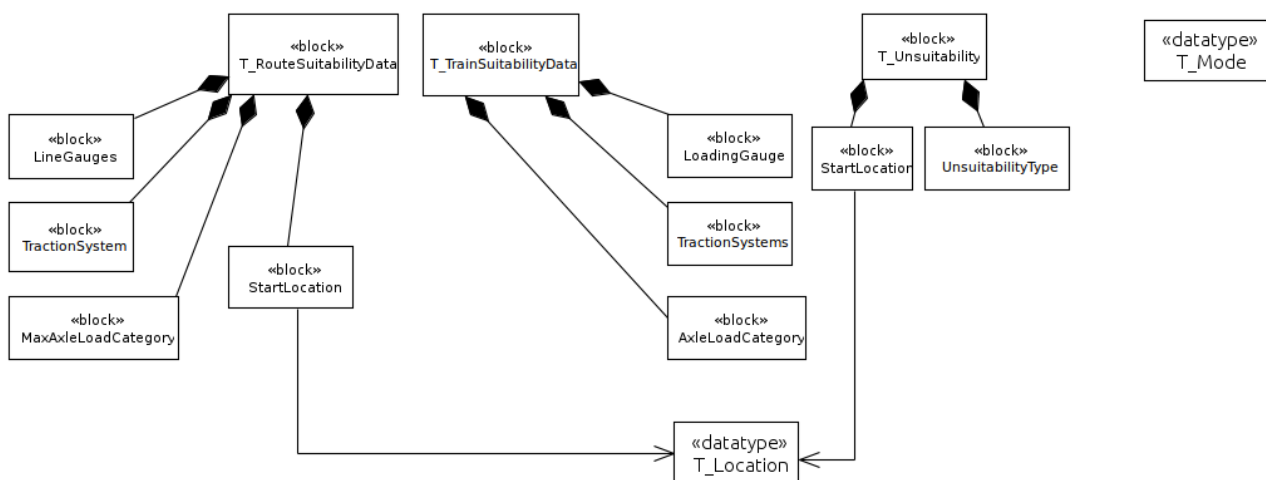 «block»
T_RouteSuitabilityData
«block»
T_TrainSuitabilityData
«block»
T_Unsuitability
«datatype»
T_Mode
«block»
LineGauges
«block»
LoadingGauge
«block»
StartLocation
«block»
UnsuitabilityType
«block»
TractionSystem
«block»
TractionSystems
«block»
StartLocation
«block»
MaxAxleLoadCategory
«block»
AxleLoadCategory
«datatype»
T_Location